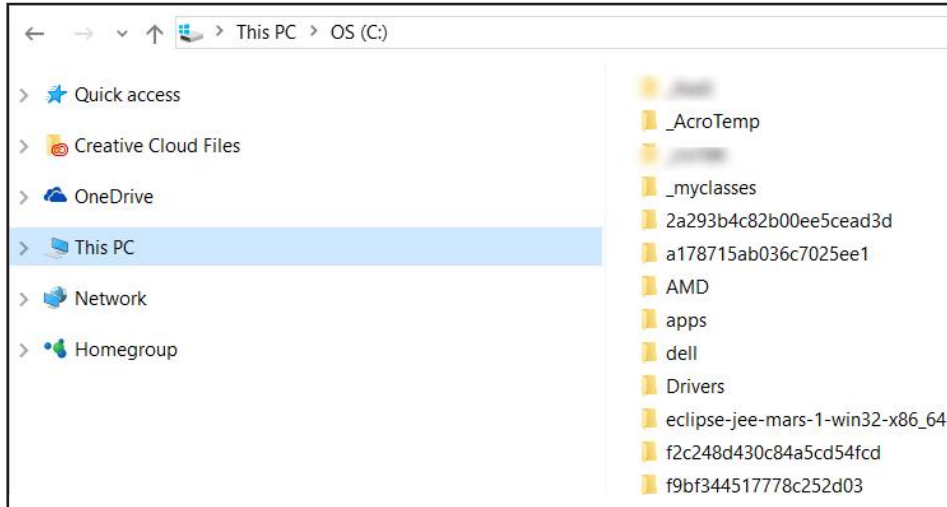 This PC > OS (C:)
Quick access
Creative Cloud Files
OneDrive
This PC
Network
Homegroup
_AcroTemp
_myclasses
2a293b4c82b00ee5cead3d
a178715ab036c7025ee1
AMD
apps
dell
Drivers
eclipse-jee-mars-1-win32-x86_64
f2c248d430c84a5cd54fcd
f9bf344517778c252d03